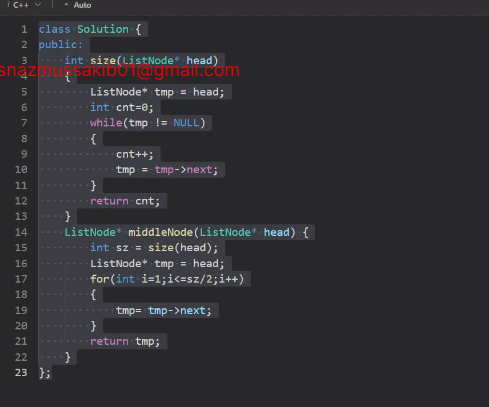 C++ Auto
1 class Solution {
2 public:
3 int size(ListNode* head)
snazmussakib01@gmail.com
4 {
5 ListNode* tmp = head;
6 int cnt=0;
7 while(tmp != NULL)
8 {
9 cnt++;
10 tmp = tmp->next;
11 }
12 return cnt;
13 }
14 ListNode* middleNode(ListNode* head) {
15 int sz = size(head);
16 ListNode* tmp = head;
17 for(int i=1;i<=sz/2;i++)
18 {
19 tmp= tmp->next;
20 }
21 return tmp;
22 }
23 };